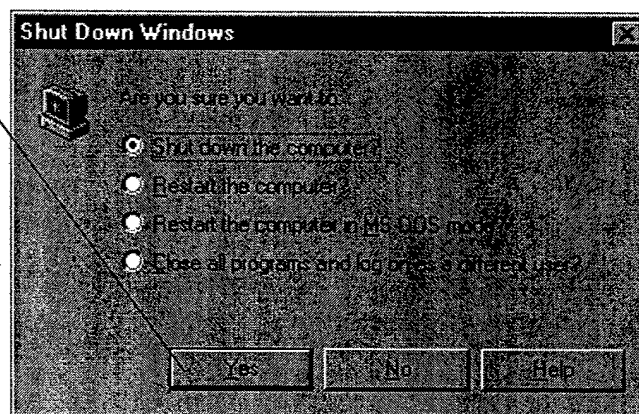 Shut Down Windows
Are you sure you want to:
Shut down the computer?
Restart the computer?
Restart the computer in MS-DOS mode?
Close all programs and log on as a different user?
Yes
No
Help